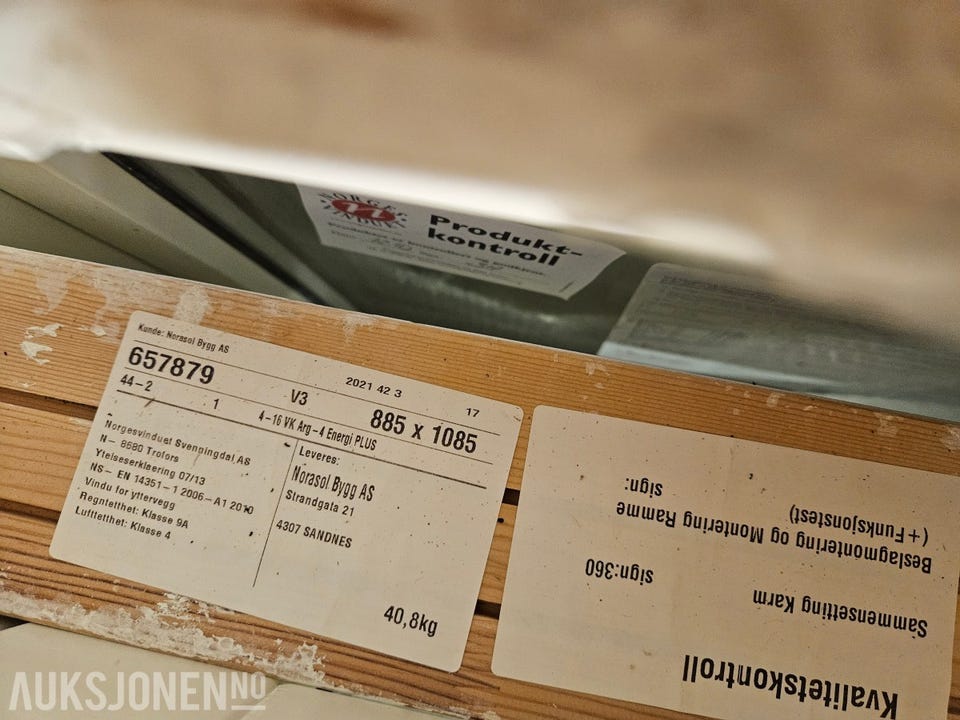 NORGES
VINDUET
Produkt-
kontroll
Kunde: Norasol Bygg AS
657879
2021 42 3
17
44-2
1
V3
885 x 1085
4-16 VK Arg-4 Energi PLUS
Norgesvinduet Svenningdal AS
N- 8680 Trofors
Ytelseserklæring 07/13
NS- EN 14351-1 2006-A1 2010
Vindu for yttervegg
Regntetthet: Klasse 9A
Lufttetthet: Klasse 4
Leveres:
Norasol Bygg AS
Strandgata 21
4307 SANDNES
40,8kg
Kvalitetskontroll
Sammensetting Karm
sign:360
Beslagmontering og Montering Ramme
(+Funksjonstest)
sign:
AUKSJONEN.NO